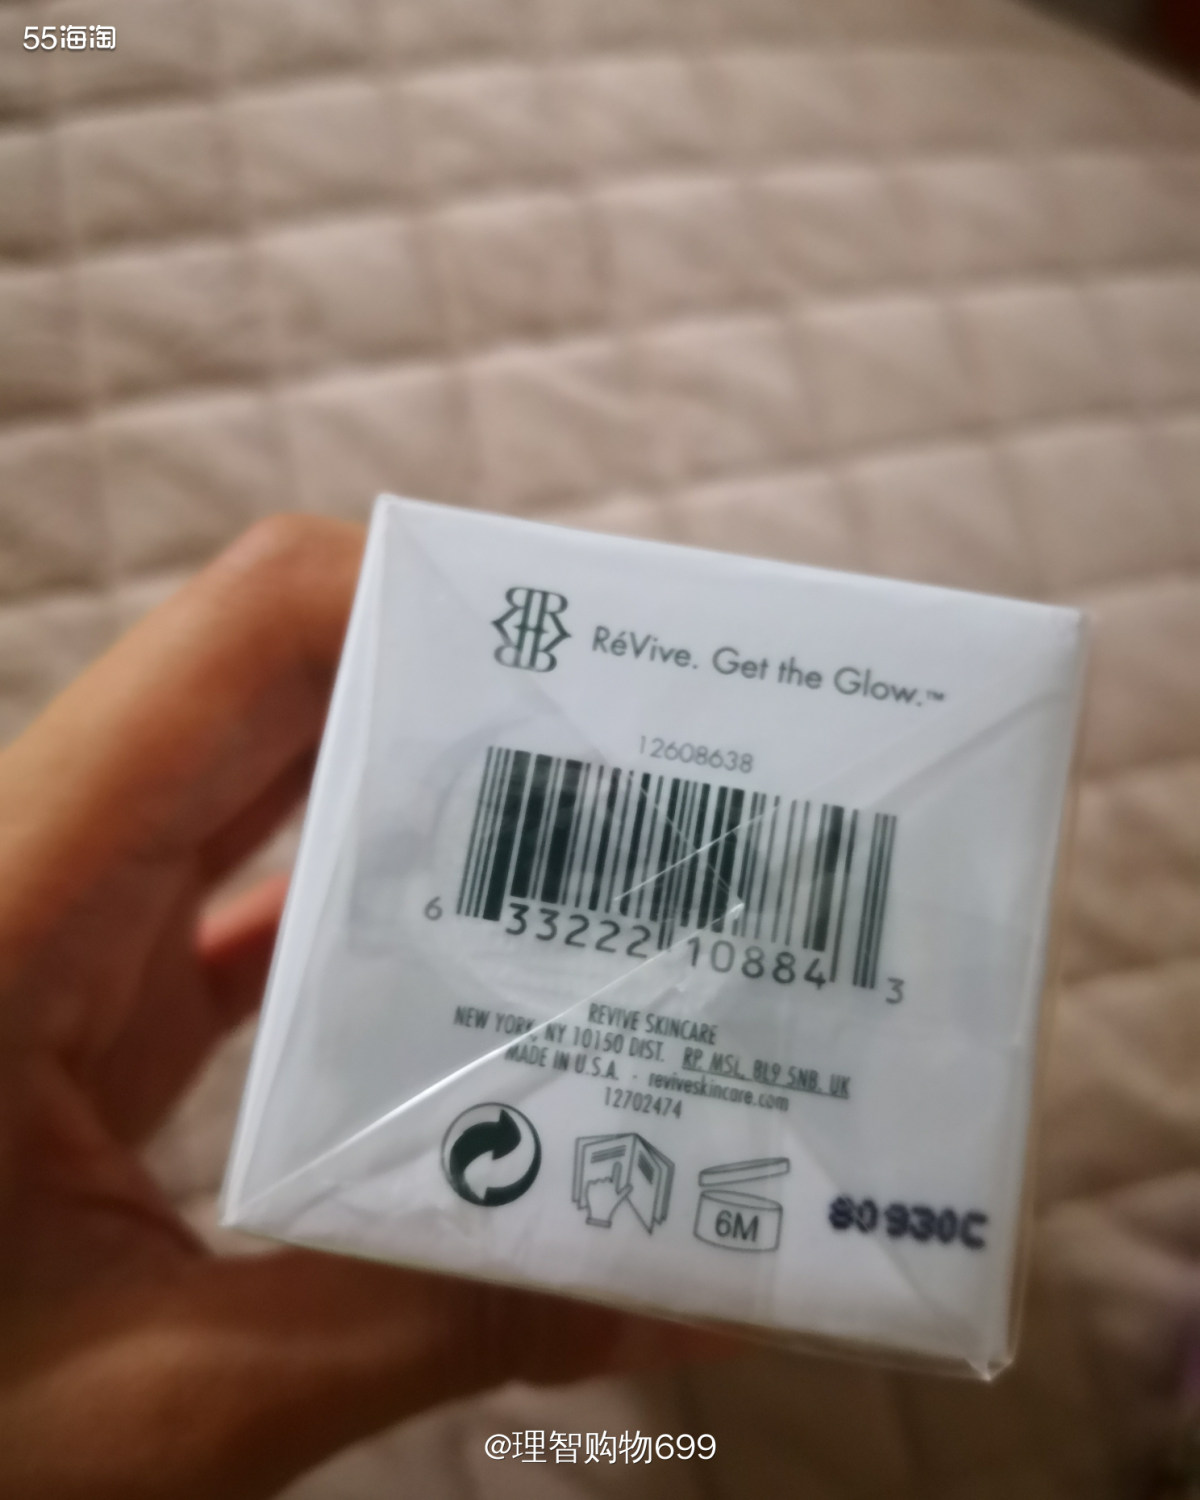 55海淘
RéVive. Get the Glow.™
12608638
6 33222 10884 3
REVIVE SKINCARE
NEW YORK, NY 10150 DIST. RP, MSL, BL9 5NB, UK
MADE IN U.S.A. · reviveskincare.com
12702474
6M
80930C
@理智购物699